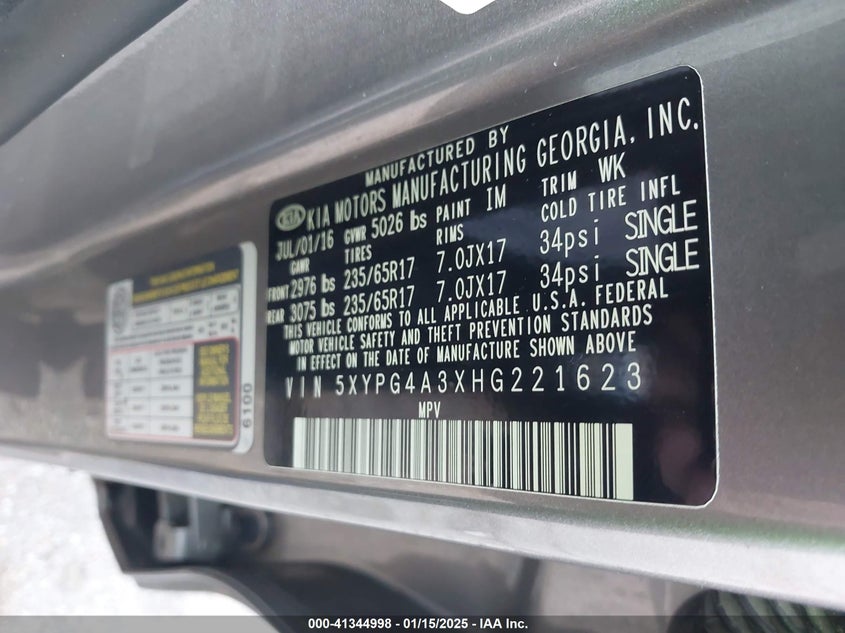 MANUFACTURED BY
KIA KIA MOTORS MANUFACTURING GEORGIA, INC.
JUL/01/16 GVWR 5026 lbs PAINT IM TRIM WK
GAWR TIRES RIMS COLD TIRE INFL
FRONT 2976 lbs 235/65R17 7.0JX17 34psi SINGLE
REAR 3075 lbs 235/65R17 7.0JX17 34psi SINGLE
THIS VEHICLE CONFORMS TO ALL APPLICABLE U.S.A. FEDERAL
MOTOR VEHICLE SAFETY AND THEFT PREVENTION STANDARDS
IN EFFECT ON THE DATE OF MANUFACTURE SHOWN ABOVE
VIN 5XYPG4A3XHG221623
MPV
6100
000-41344998 - 01/15/2025 - IAA Inc.